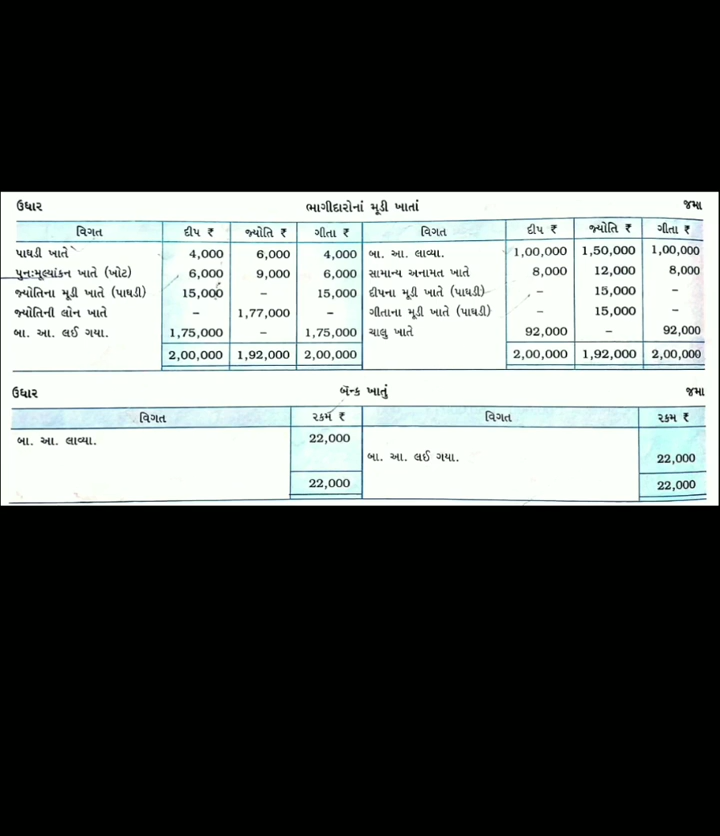 ઉધાર ભાગીદારોનાં મૂડી ખાતાં જમા
વિગત દીપ ₹ જ્યોતિ ₹ ગીતા ₹ વિગત દીપ ₹ જ્યોતિ ₹ ગીતા ₹
પાઘડી ખાતે 4,000 6,000 4,000 બા. આ. લાવ્યા. 1,00,000 1,50,000 1,00,000
પુનઃમૂલ્યાંકન ખાતે (ખોટ) 6,000 9,000 6,000 સામાન્ય અનામત ખાતે 8,000 12,000 8,000
જ્યોતિના મૂડી ખાતે (પાઘડી) 15,000 – 15,000 દીપના મૂડી ખાતે (પાઘડી) – 15,000 –
જ્યોતિની લોન ખાતે – 1,77,000 – ગીતાના મૂડી ખાતે (પાઘડી) – 15,000 –
બા. આ. લઈ ગયા. 1,75,000 – 1,75,000 ચાલુ ખાતે 92,000 – 92,000
2,00,000 1,92,000 2,00,000 2,00,000 1,92,000 2,00,000
ઉધાર બૅન્ક ખાતું જમા
વિગત રકમ ₹ વિગત રકમ ₹
બા. આ. લાવ્યા. 22,000
બા. આ. લઈ ગયા. 22,000
22,000 22,000